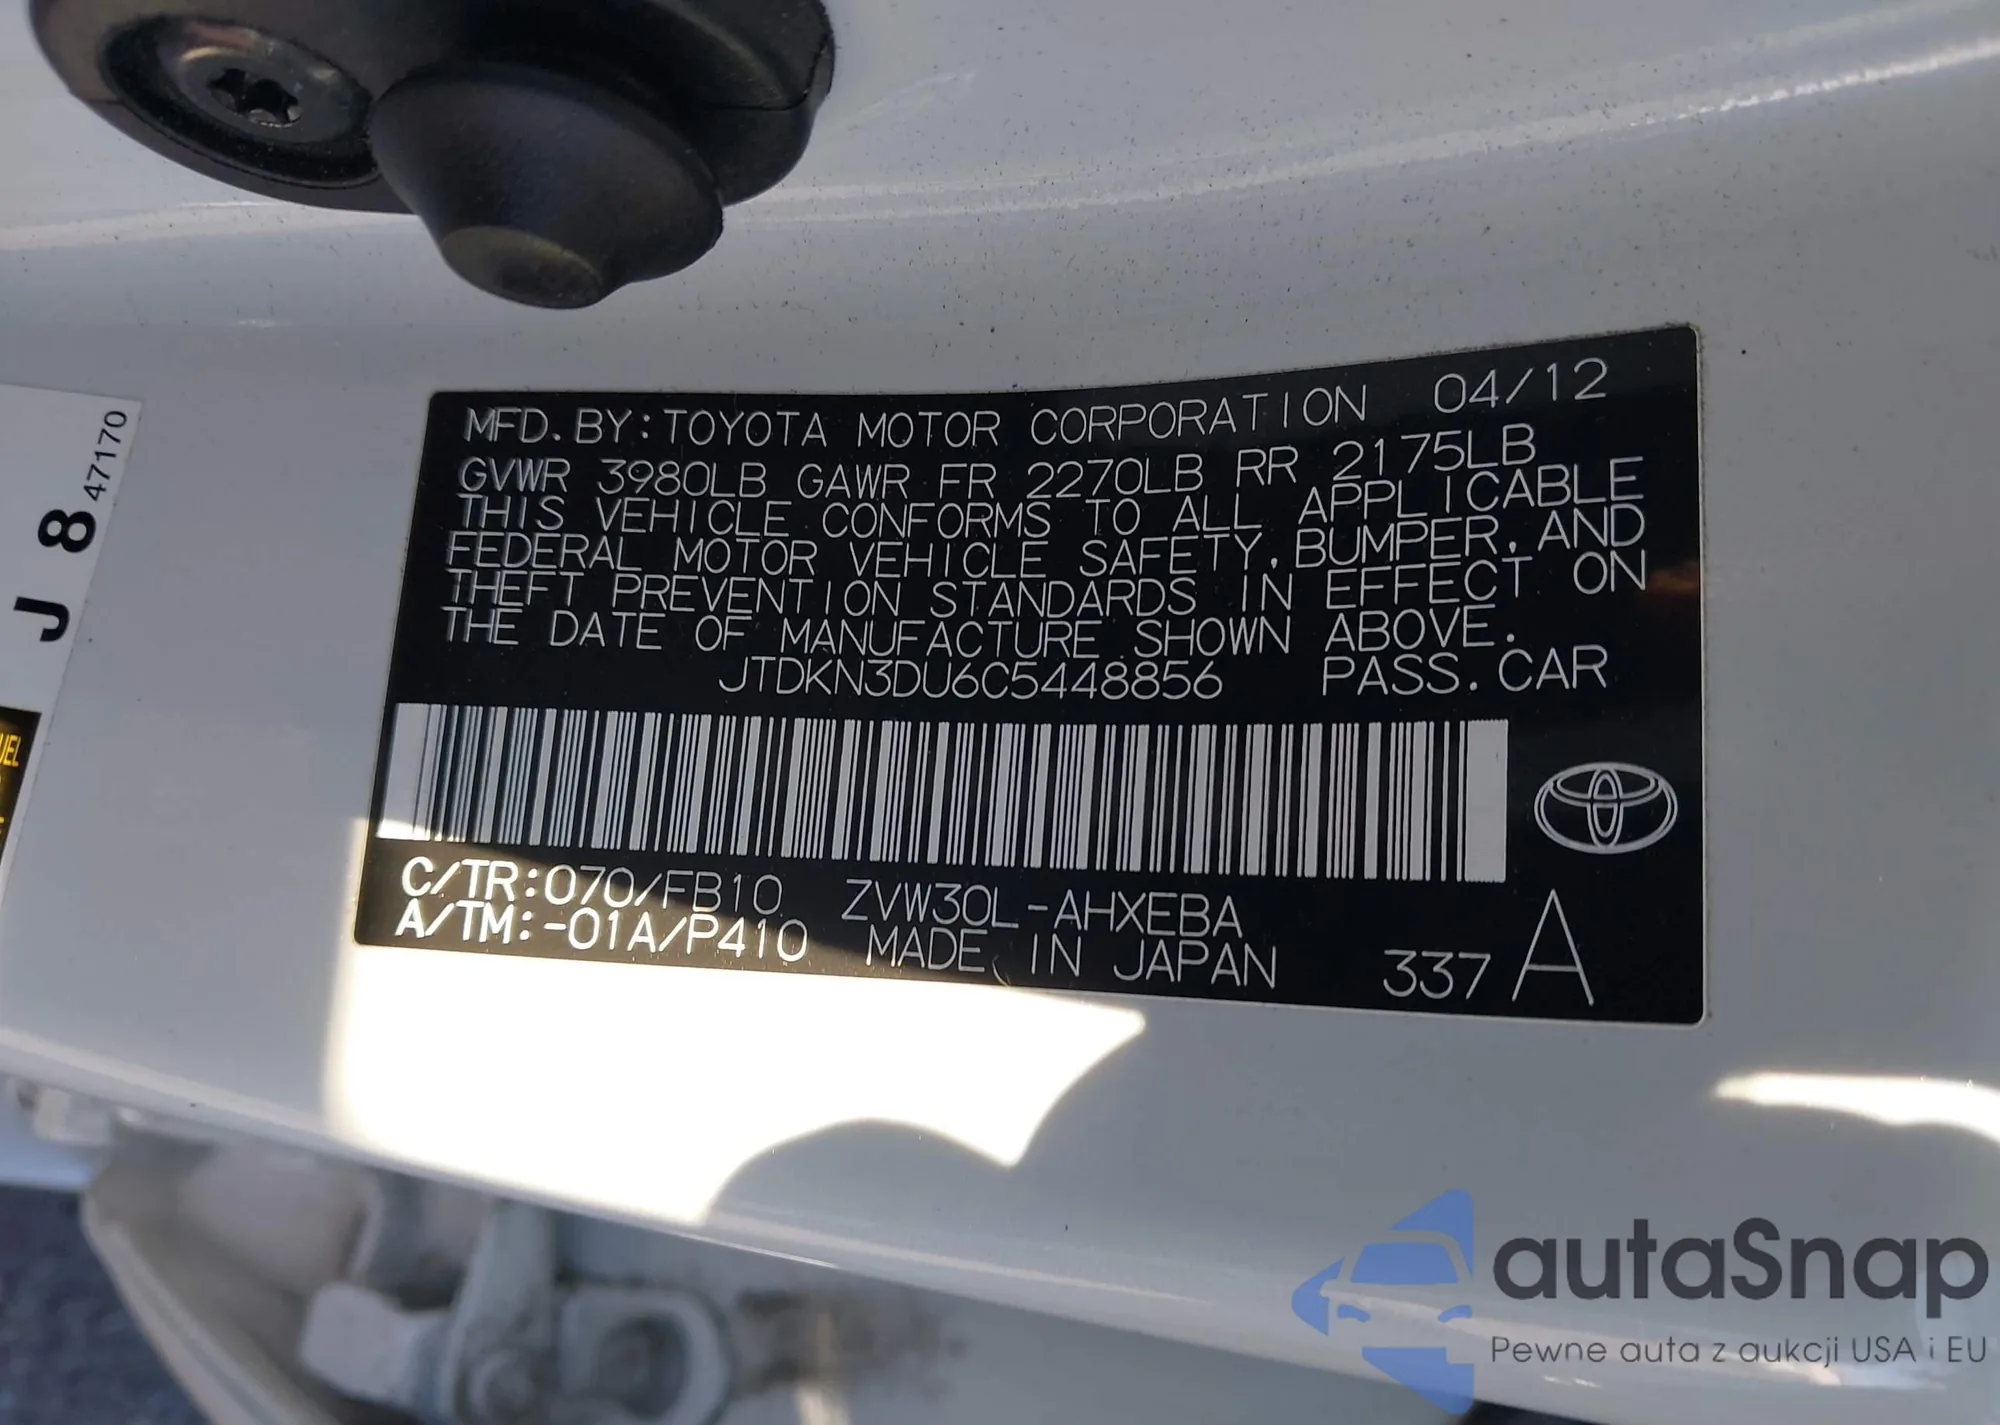 MFD. BY: TOYOTA MOTOR CORPORATION 04/12
GVWR 3980LB GAWR FR 2270LB RR 2175LB
THIS VEHICLE CONFORMS TO ALL APPLICABLE
FEDERAL MOTOR VEHICLE SAFETY, BUMPER, AND
THEFT PREVENTION STANDARDS IN EFFECT ON
THE DATE OF MANUFACTURE SHOWN ABOVE.
JTDKN3DU6C5448856 PASS. CAR
C/TR:070/FB10 ZVW30L-AHXEBA
A/TM:-01A/P410 MADE IN JAPAN 337 A
J 8 47170
autaSnap
Pewne auta z aukcji USA i EU